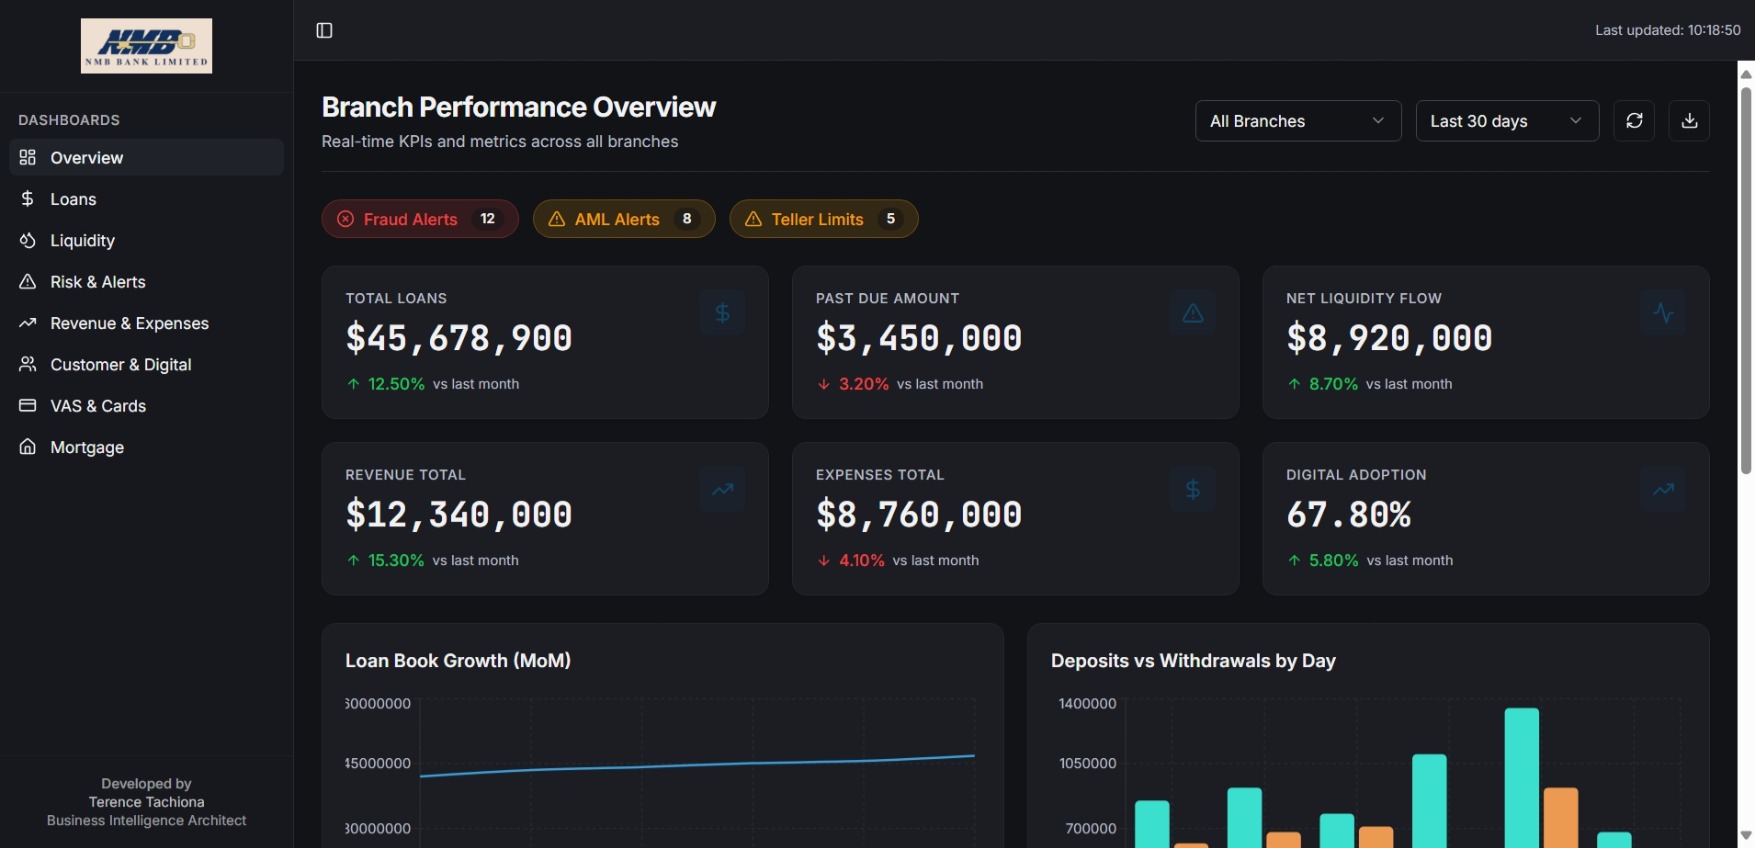 NMB
NMB BANK LIMITED
Last updated: 10:18:50
DASHBOARDS
Overview
Loans
Liquidity
Risk & Alerts
Revenue & Expenses
Customer & Digital
VAS & Cards
Mortgage
Developed by
Terence Tachiona
Business Intelligence Architect
Branch Performance Overview
Real-time KPIs and metrics across all branches
All Branches
Last 30 days
Fraud Alerts 12
AML Alerts 8
Teller Limits 5
TOTAL LOANS
$45,678,900
12.50% vs last month
PAST DUE AMOUNT
$3,450,000
3.20% vs last month
NET LIQUIDITY FLOW
$8,920,000
8.70% vs last month
REVENUE TOTAL
$12,340,000
15.30% vs last month
EXPENSES TOTAL
$8,760,000
4.10% vs last month
DIGITAL ADOPTION
67.80%
5.80% vs last month
Loan Book Growth (MoM)
60000000
45000000
30000000
Deposits vs Withdrawals by Day
1400000
1050000
700000